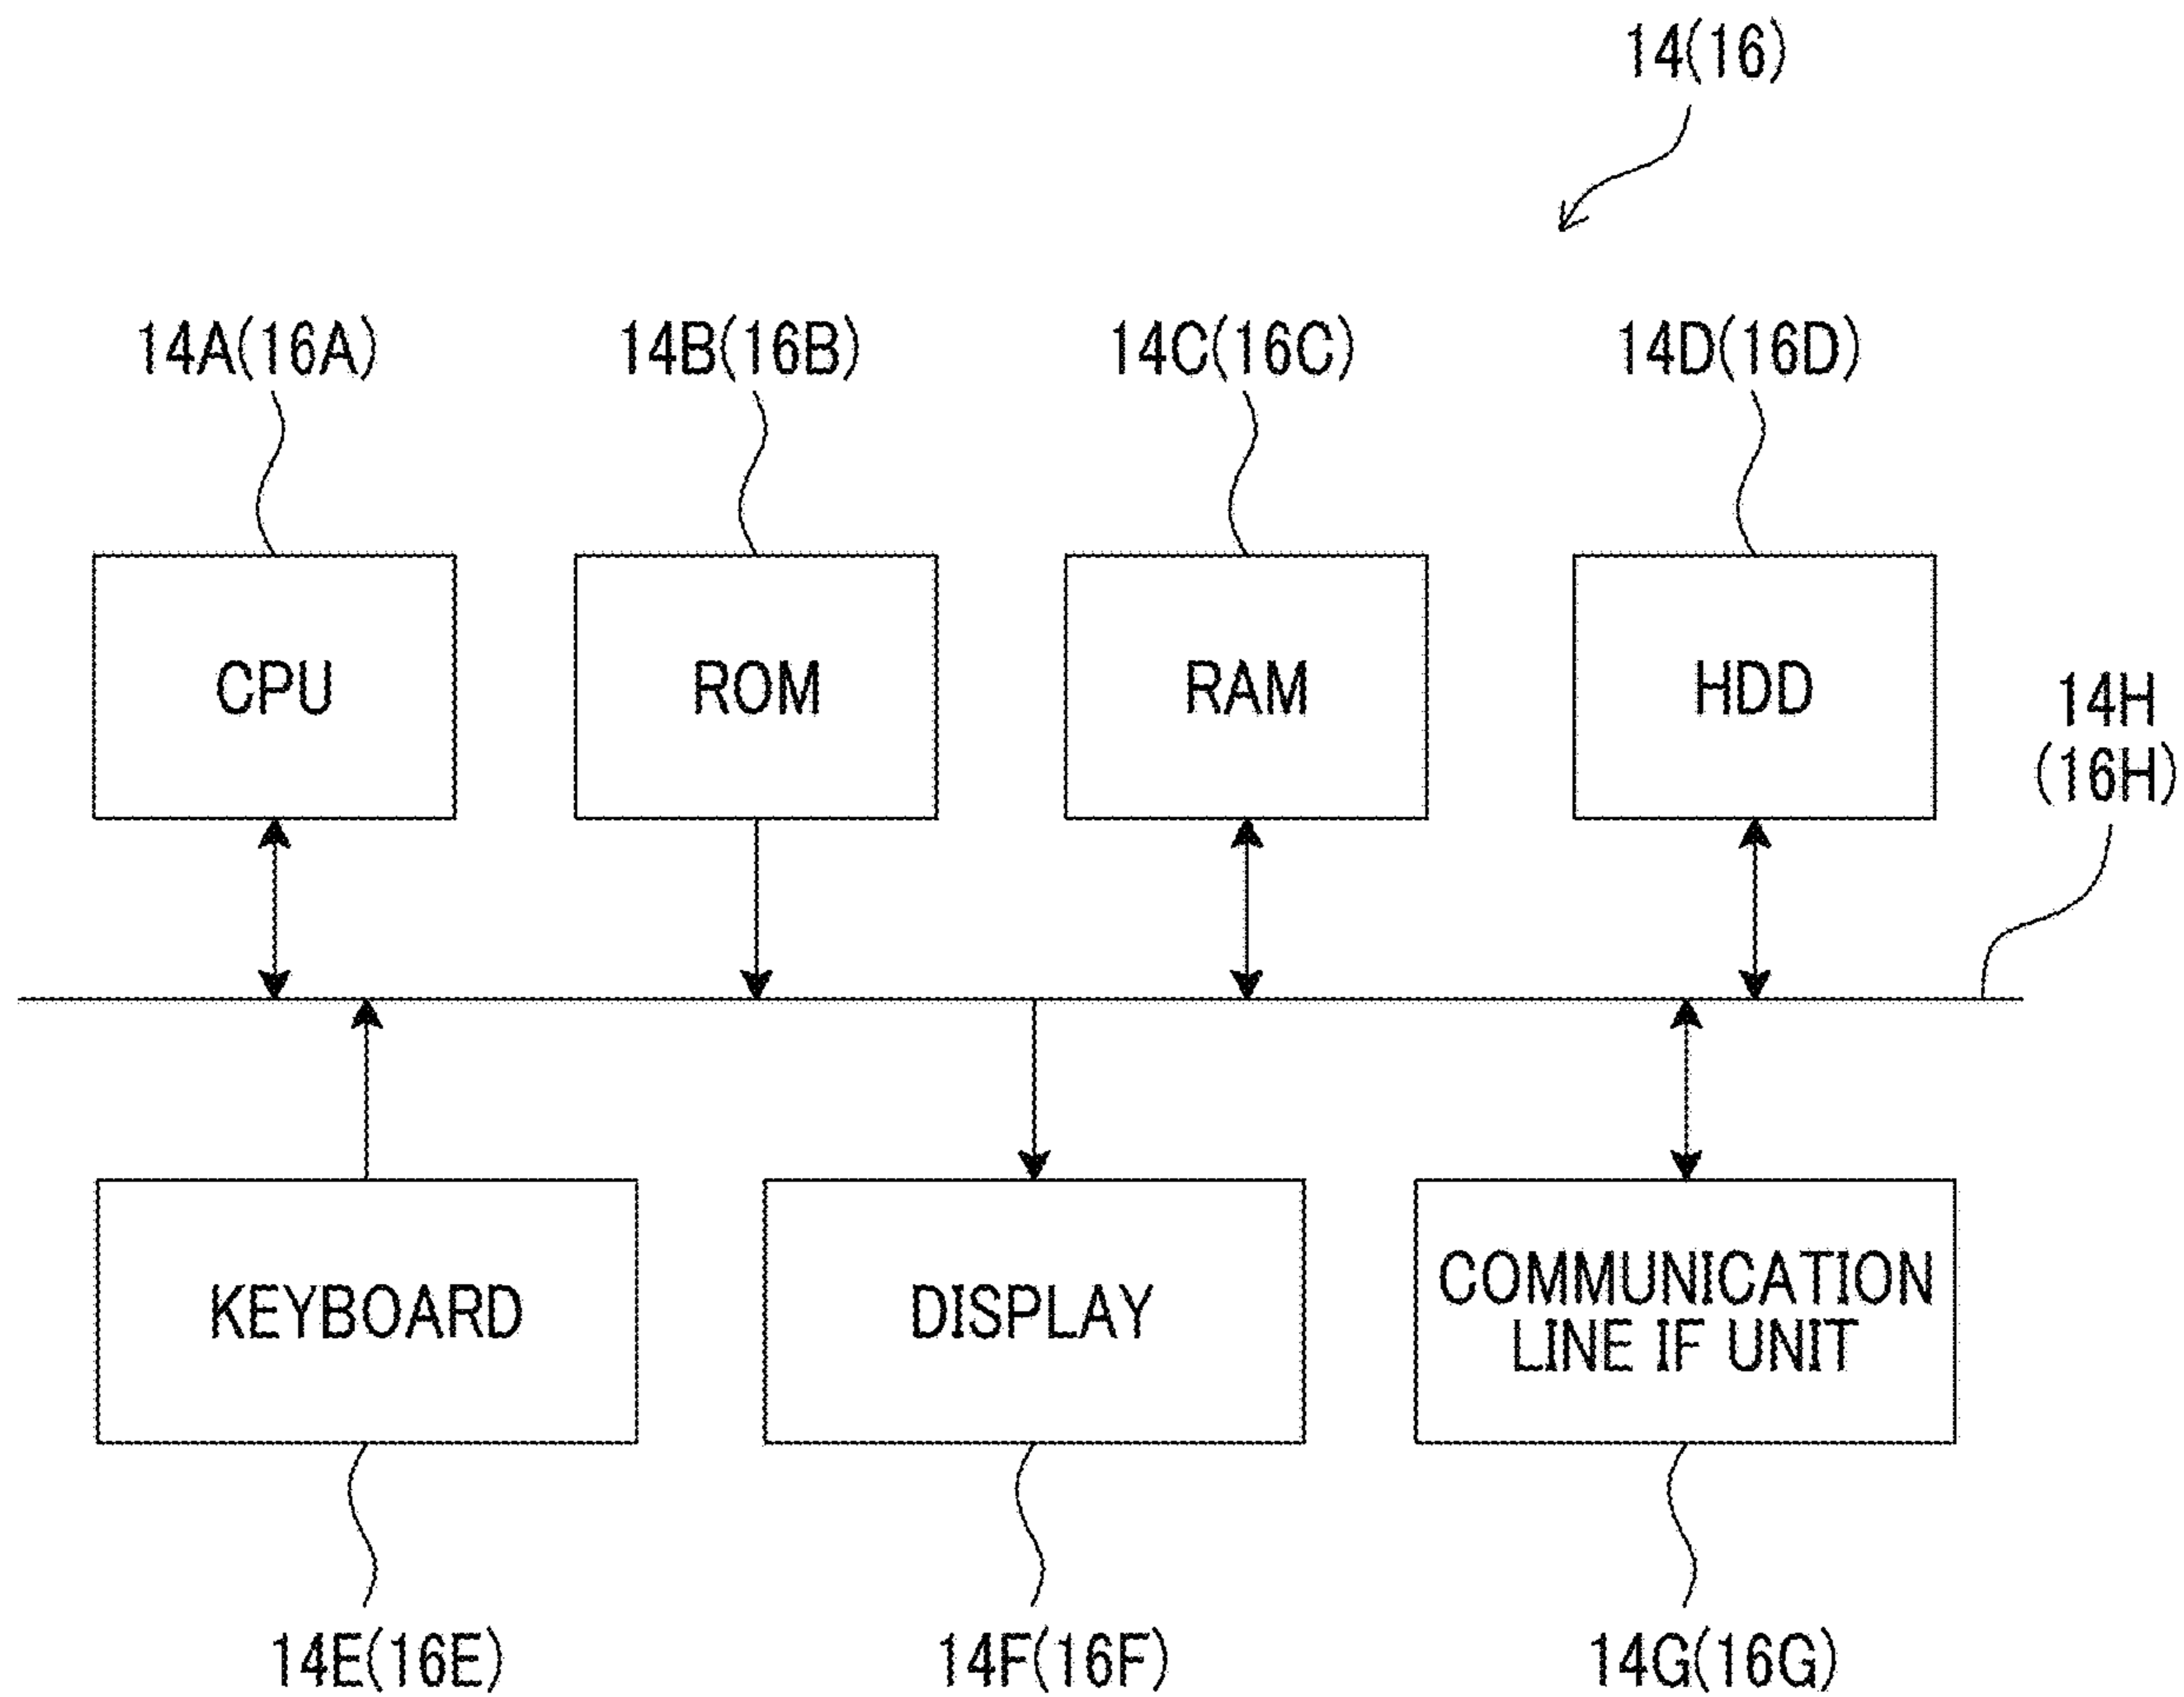 14(16)
14A(16A)
14B(16B)
14C(16C)
14D(16D)
CPU
ROM
RAM
HDD
14H
(16H)
KEYBOARD
DISPLAY
COMMUNICATION
LINE IF UNIT
14E(16E)
14F(16F)
14G(16G)